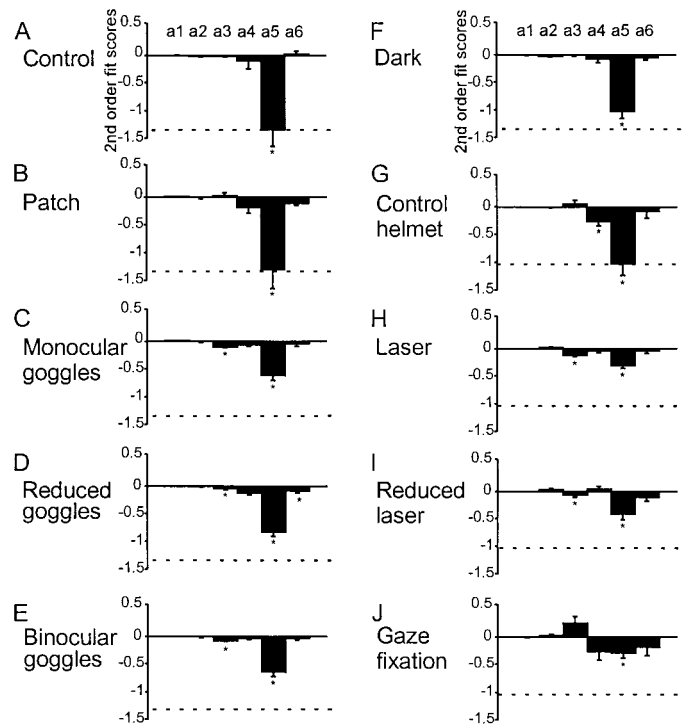 A
Control
2nd order fit scores
a1 a2 a3 a4 a5 a6
0.5
0
-0.5
-1
-1.5
*
B
Patch
0.5
0
-0.5
-1
-1.5
*
C
Monocular
goggles
0.5
0
-0.5
-1
-1.5
* *
D
Reduced
goggles
0.5
0
-0.5
-1
-1.5
* * *
E
Binocular
goggles
0.5
0
-0.5
-1
-1.5
* *
F
Dark
2nd order fit scores
a1 a2 a3 a4 a5 a6
0.5
0
-0.5
-1
-1.5
*
G
Control
helmet
0.5
0
-0.5
-1
-1.5
* *
H
Laser
0.5
0
-0.5
-1
-1.5
* *
I
Reduced
laser
0.5
0
-0.5
-1
-1.5
* *
J
Gaze
fixation
0.5
0
-0.5
-1
-1.5
*